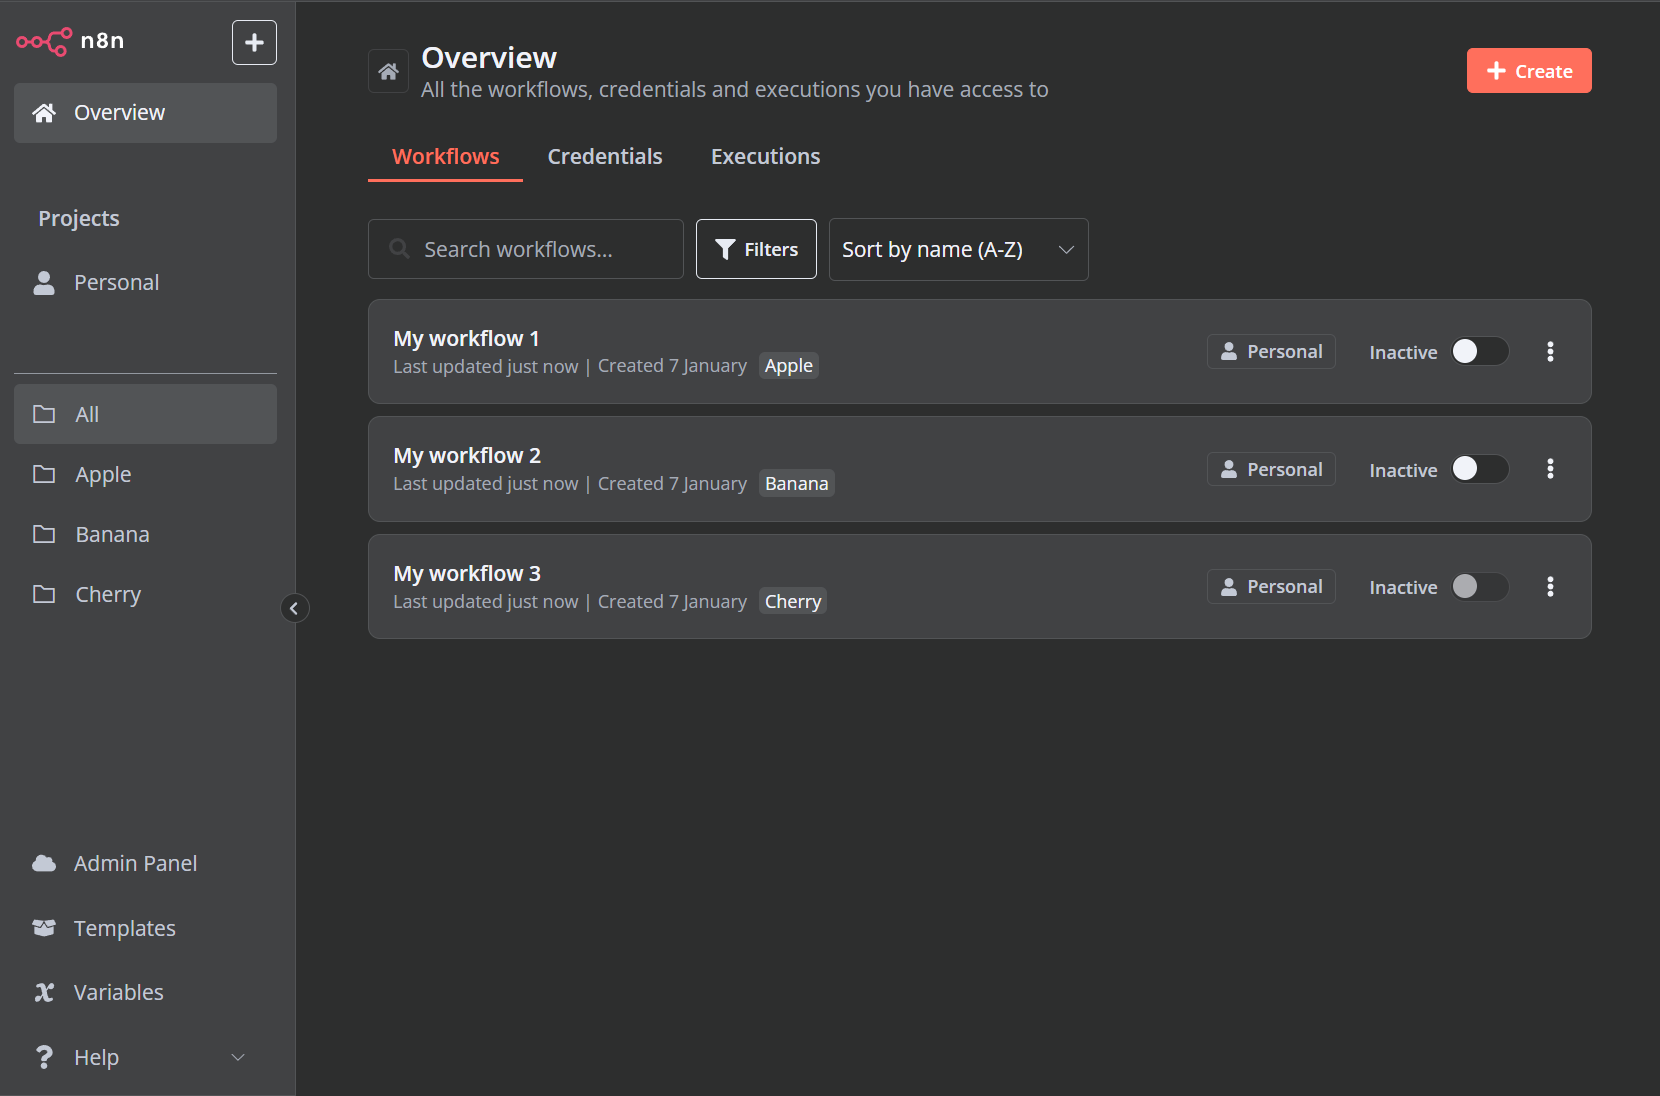 n8n
Overview
Projects
Personal
All
Apple
Banana
Cherry
Admin Panel
Templates
Variables
Help
Overview
All the workflows, credentials and executions you have access to
Create
Workflows Credentials Executions
Search workflows... Filters Sort by name (A-Z)
My workflow 1
Last updated just now | Created 7 January Apple
Personal Inactive
My workflow 2
Last updated just now | Created 7 January Banana
Personal Inactive
My workflow 3
Last updated just now | Created 7 January Cherry
Personal Inactive